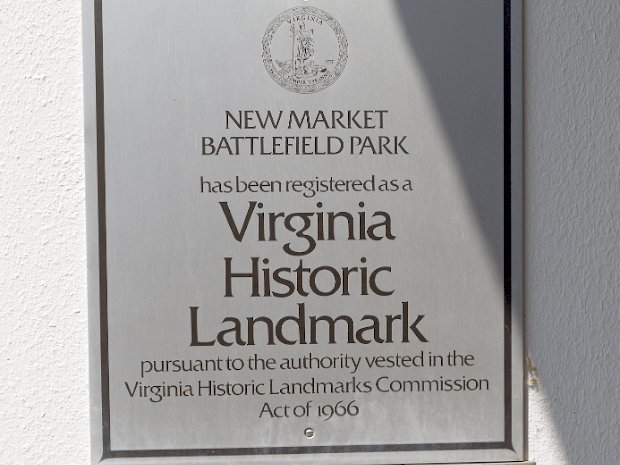 VIRGINIA
NEW MARKET
BATTLEFIELD PARK
has been registered as a
Virginia
Historic
Landmark
pursuant to the authority vested in the
Virginia Historic Landmarks Commission
Act of 1966